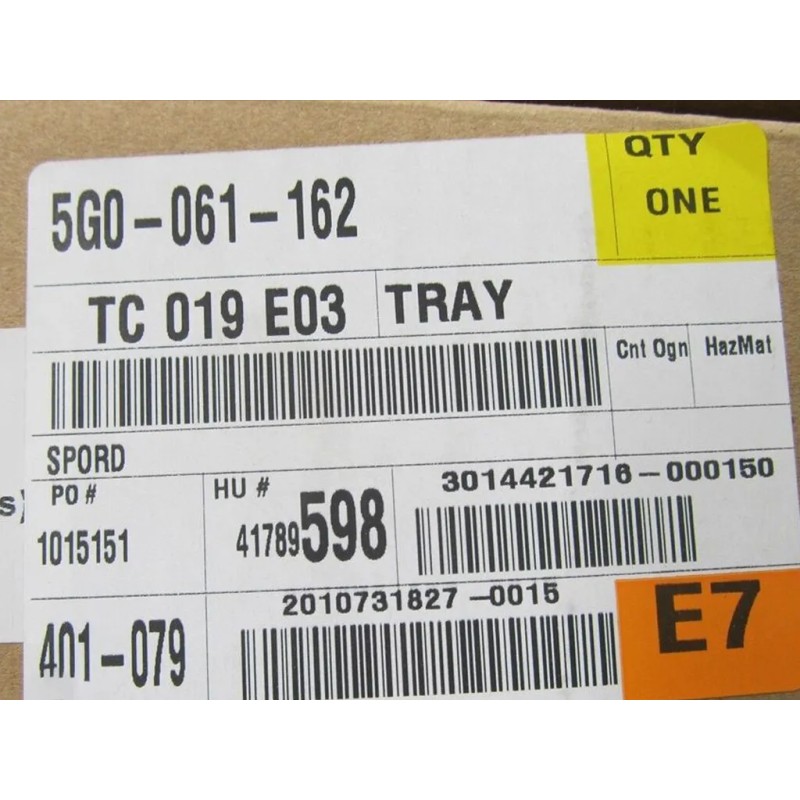 5G0-061-162
QTY
ONE
TC 019 E03
TRAY
Cnt Ogn
HazMat
SPORD
PO #
1015151
HU #
41789598
3014421716-000150
401-079
2010731827-0015
E7
s)